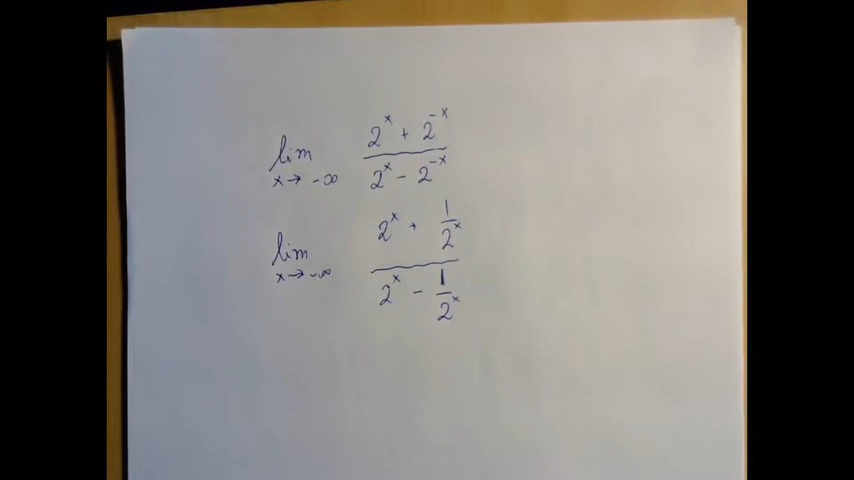 lim x→-∞ (2^x + 2^-x)/(2^x - 2^-x)
lim x→-∞ (2^x + 1/2^x)/(2^x - 1/2^x)